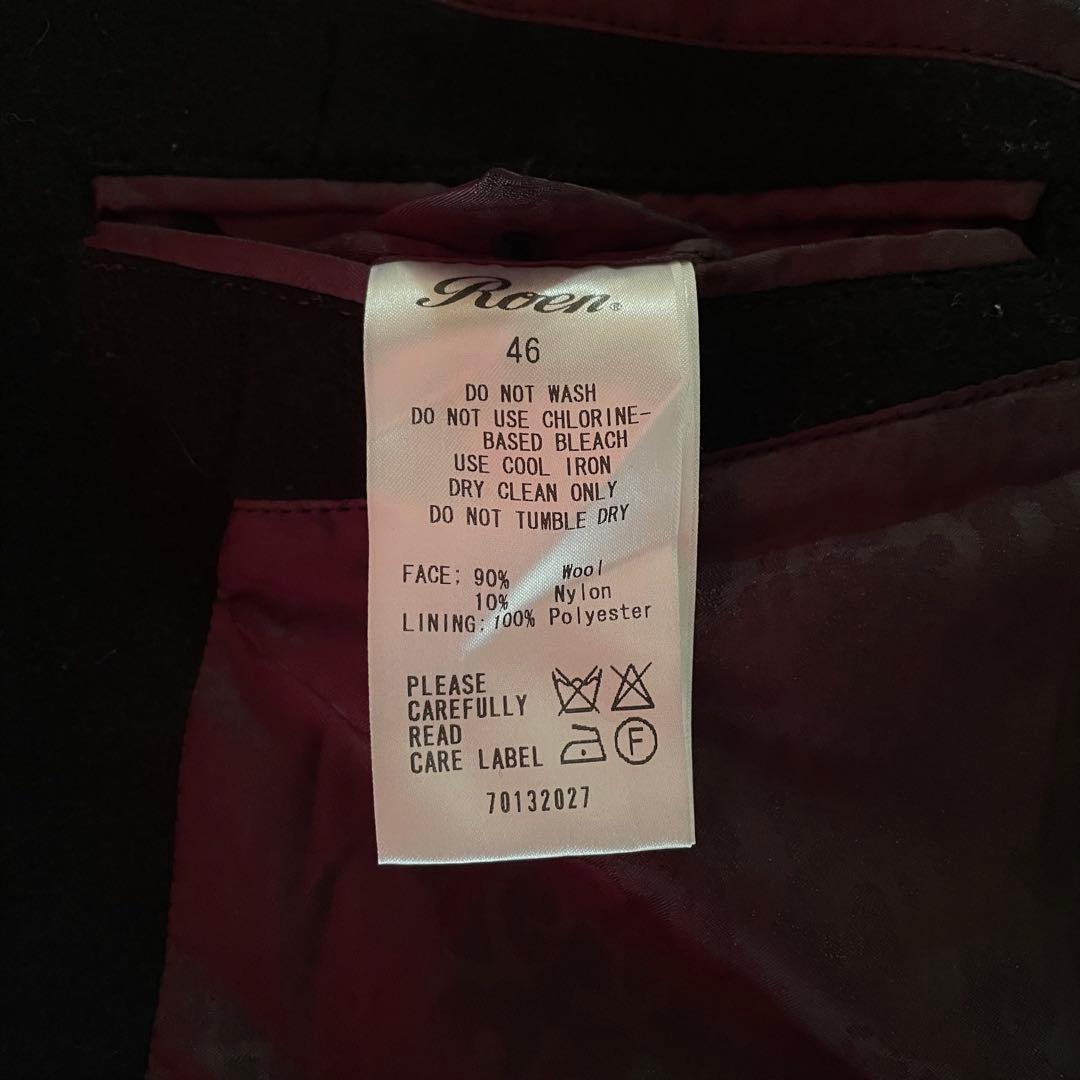 Roen®
46
DO NOT WASH
DO NOT USE CHLORINE-
BASED BLEACH
USE COOL IRON
DRY CLEAN ONLY
DO NOT TUMBLE DRY
FACE: 90% Wool
10% Nylon
LINING: 100% Polyester
PLEASE
CAREFULLY
READ
CARE LABEL
F
70132027